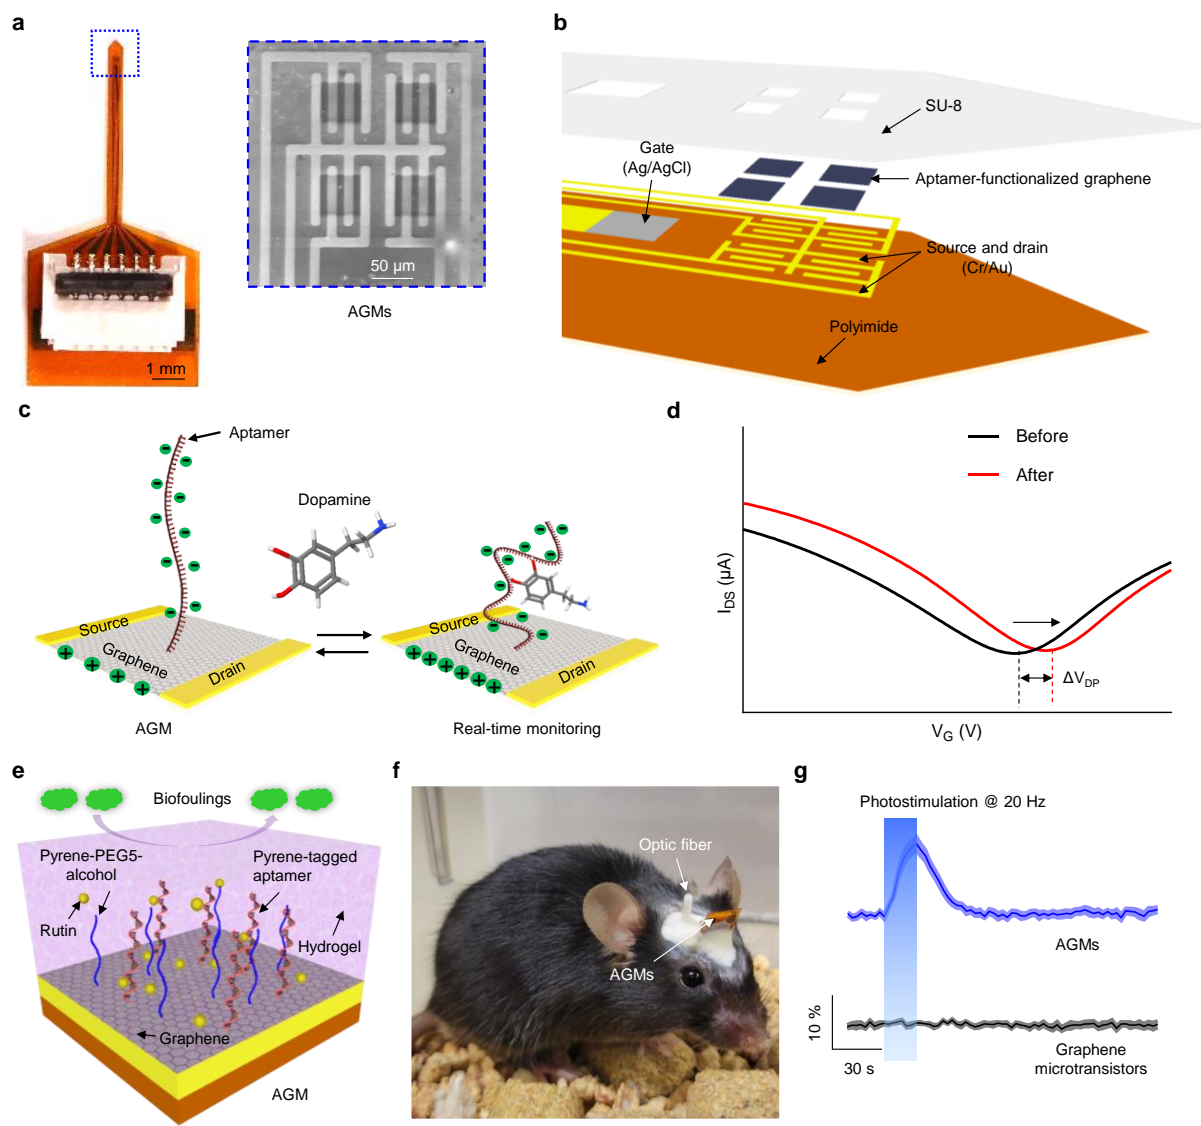 a
1 mm
50 µm
AGMs
b
SU-8
Gate
(Ag/AgCl)
Aptamer-functionalized graphene
Source and drain
(Cr/Au)
Polyimide
c
Aptamer
Dopamine
Source
Graphene
Drain
Source
Graphene
Drain
AGM
Real-time monitoring
d
Before
After
I_DS (µA)
ΔV_DP
V_G (V)
e
Biofoulings
Pyrene-PEG5-
alcohol
Pyrene-tagged
aptamer
Rutin
Hydrogel
Graphene
AGM
f
Optic fiber
AGMs
g
Photostimulation @ 20 Hz
AGMs
10 %
30 s
Graphene
microtransistors